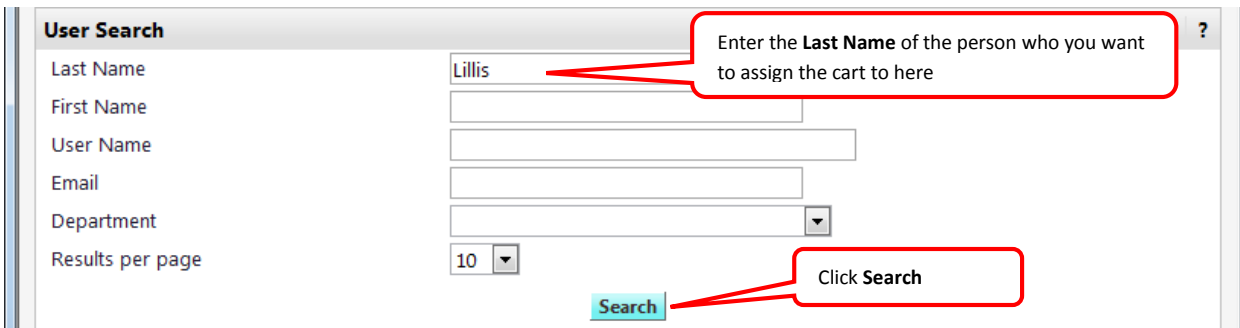 User Search
?
Enter the Last Name of the person who you want
to assign the cart to here
Last Name
Lillis
First Name
User Name
Email
Department
Results per page
10
Click Search
Search